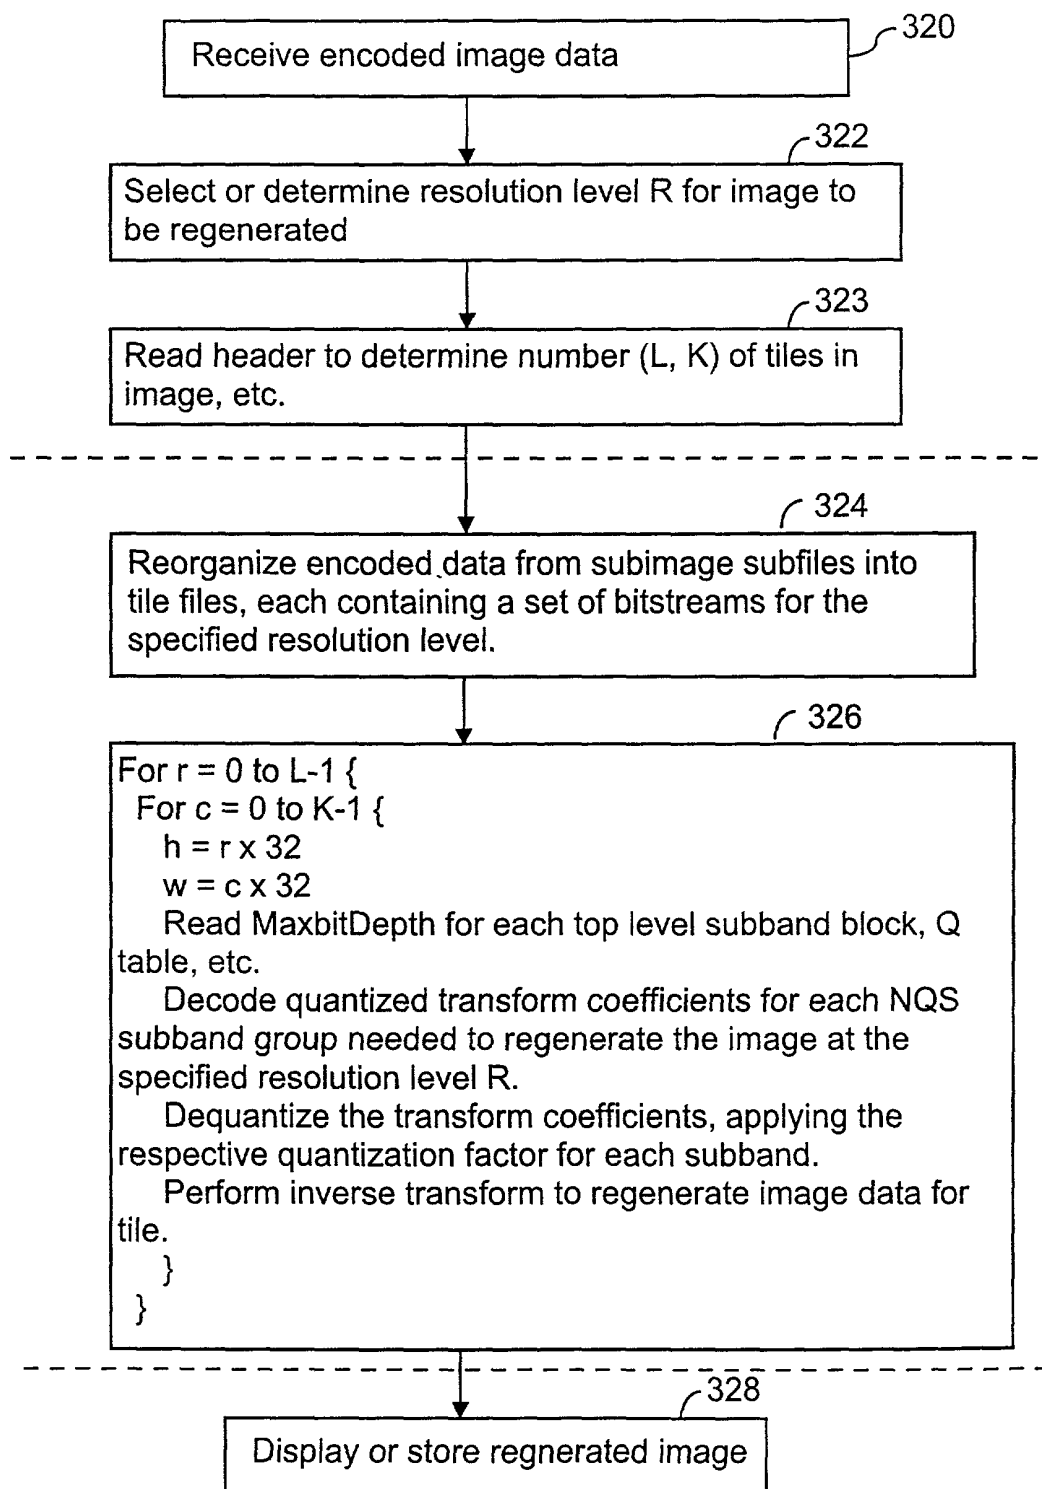 320
Receive encoded image data
322
Select or determine resolution level R for image to
be regenerated
323
Read header to determine number (L, K) of tiles in
image, etc.
324
Reorganize encoded data from subimage subfiles into
tile files, each containing a set of bitstreams for the
specified resolution level.
326
For r = 0 to L-1 {
For c = 0 to K-1 {
h = r x 32
w = c x 32
Read MaxbitDepth for each top level subband block, Q
table, etc.
Decode quantized transform coefficients for each NQS
subband group needed to regenerate the image at the
specified resolution level R.
Dequantize the transform coefficients, applying the
respective quantization factor for each subband.
Perform inverse transform to regenerate image data for
tile.
}
}
328
Display or store regnerated image